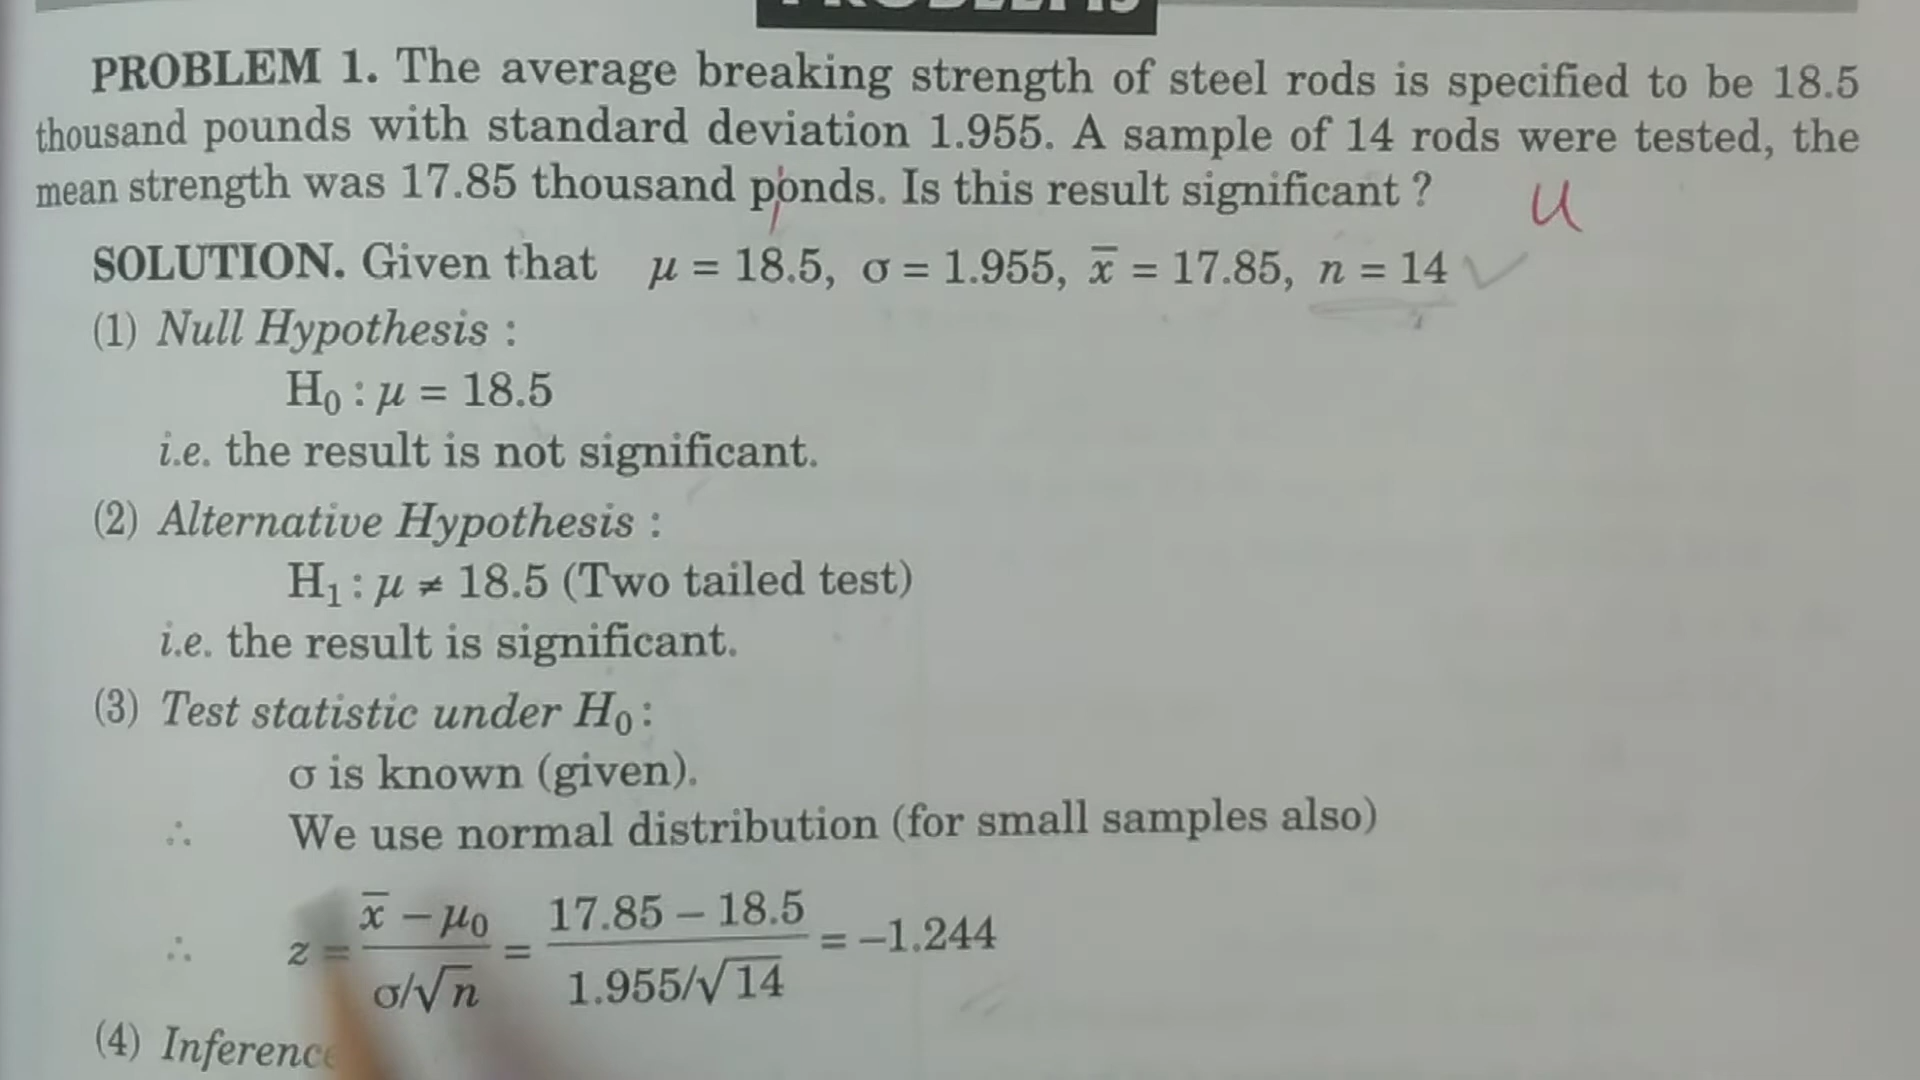 PROBLEMS
PROBLEM 1. The average breaking strength of steel rods is specified to be 18.5
thousand pounds with standard deviation 1.955. A sample of 14 rods were tested, the
mean strength was 17.85 thousand ponds. Is this result significant ?
u
SOLUTION. Given that μ = 18.5, σ = 1.955, x̅ = 17.85, n = 14
(1) Null Hypothesis :
H₀ : μ = 18.5
i.e. the result is not significant.
(2) Alternative Hypothesis :
H₁ : μ ≠ 18.5 (Two tailed test)
i.e. the result is significant.
(3) Test statistic under H₀ :
σ is known (given).
∴ We use normal distribution (for small samples also)
∴ z = (x̅ − μ₀)/(σ/√n) = (17.85 − 18.5)/(1.955/√14) = −1.244
(4) Inference